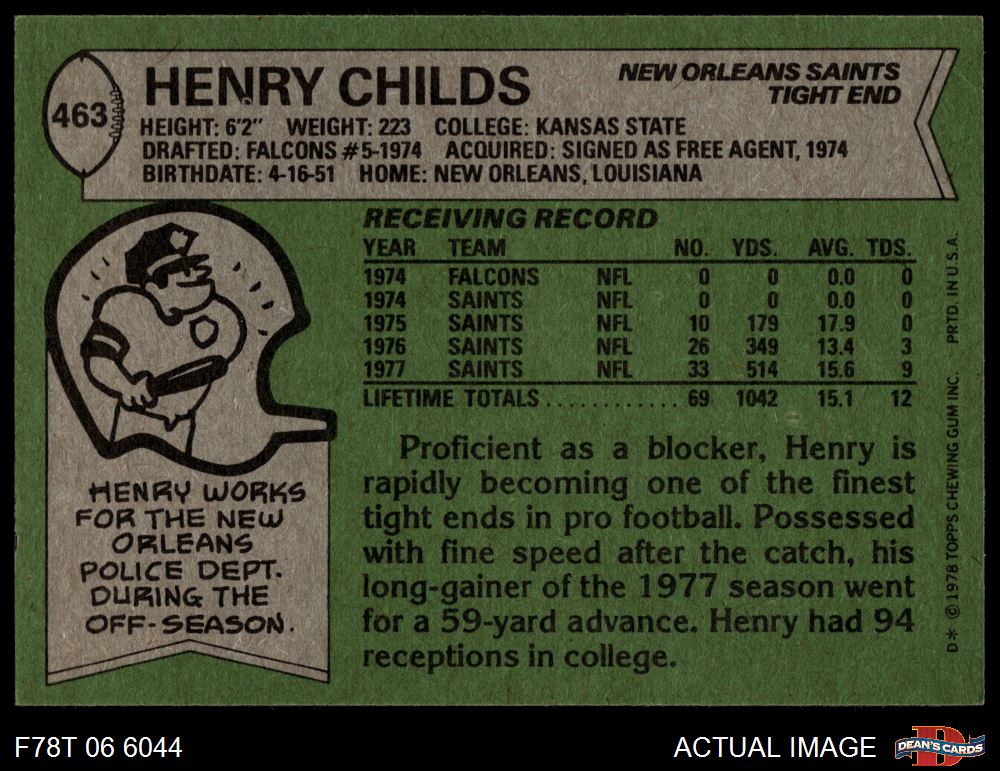 463
HENRY CHILDS
NEW ORLEANS SAINTS
TIGHT END
HEIGHT: 6'2" WEIGHT: 223 COLLEGE: KANSAS STATE
DRAFTED: FALCONS #5-1974 ACQUIRED: SIGNED AS FREE AGENT, 1974
BIRTHDATE: 4-16-51 HOME: NEW ORLEANS, LOUISIANA
RECEIVING RECORD
YEAR TEAM NO. YDS. AVG. TDS.
1974 FALCONS NFL 0 0 0.0 0
1974 SAINTS NFL 0 0 0.0 0
1975 SAINTS NFL 10 179 17.9 0
1976 SAINTS NFL 26 349 13.4 3
1977 SAINTS NFL 33 514 15.6 9
LIFETIME TOTALS ............ 69 1042 15.1 12
Proficient as a blocker, Henry is
rapidly becoming one of the finest
tight ends in pro football. Possessed
with fine speed after the catch, his
long-gainer of the 1977 season went
for a 59-yard advance. Henry had 94
receptions in college.
HENRY WORKS
FOR THE NEW
ORLEANS
POLICE DEPT.
DURING THE
OFF-SEASON.
D* © 1978 TOPPS CHEWING GUM INC. PRTD. IN U.S.A.
F78T 06 6044
ACTUAL IMAGE
DEAN'S CARDS